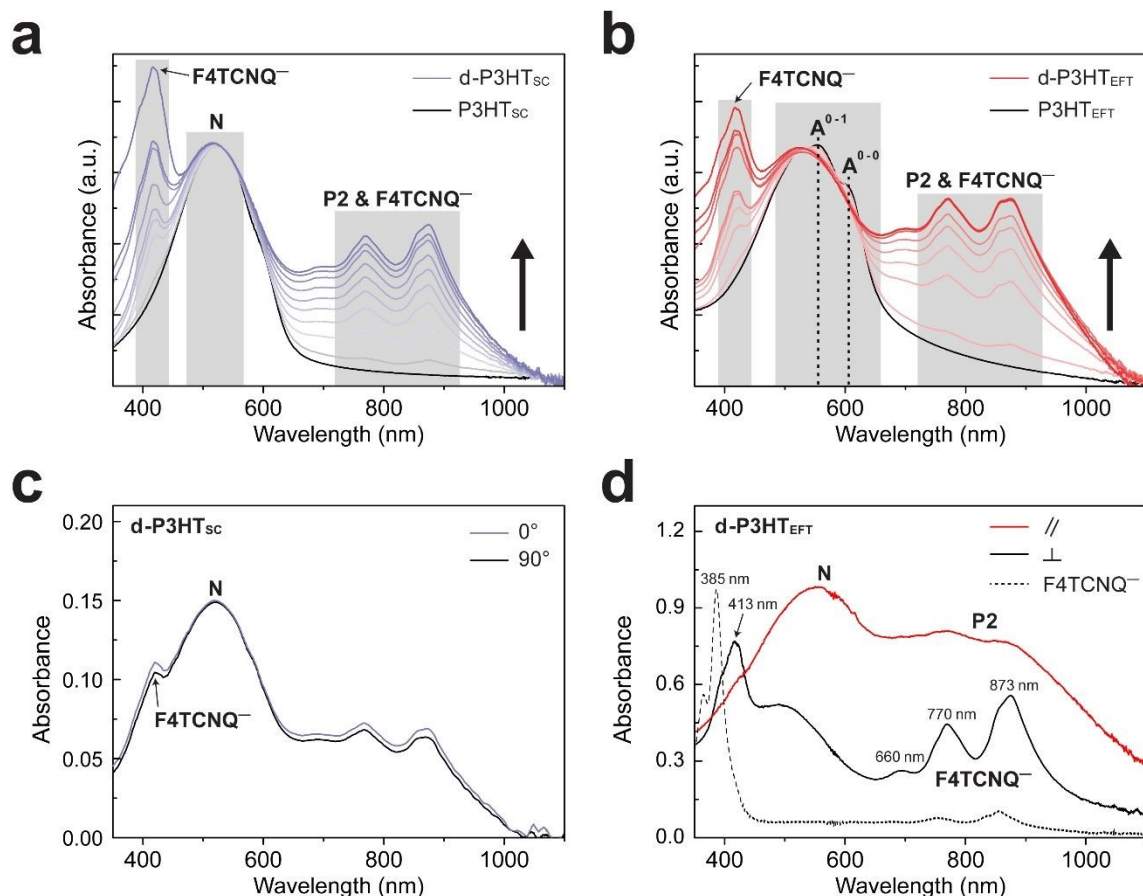 a
F4TCNQ—
d-P3HTSC
P3HTSC
N
P2 & F4TCNQ—
Absorbance (a.u.)
400 600 800 1000
Wavelength (nm)
b
F4TCNQ—
d-P3HTEFT
P3HTEFT
A0-1
A0-0
P2 & F4TCNQ—
Absorbance (a.u.)
400 600 800 1000
Wavelength (nm)
c
d-P3HTSC
0°
90°
N
F4TCNQ—
Absorbance
0.20
0.15
0.10
0.05
0.00
400 600 800 1000
Wavelength (nm)
d
d-P3HTEFT
//
⊥
F4TCNQ—
385 nm
413 nm
N
P2
660 nm
770 nm
873 nm
F4TCNQ—
Absorbance
1.2
0.9
0.6
0.3
0.0
400 600 800 1000
Wavelength (nm)